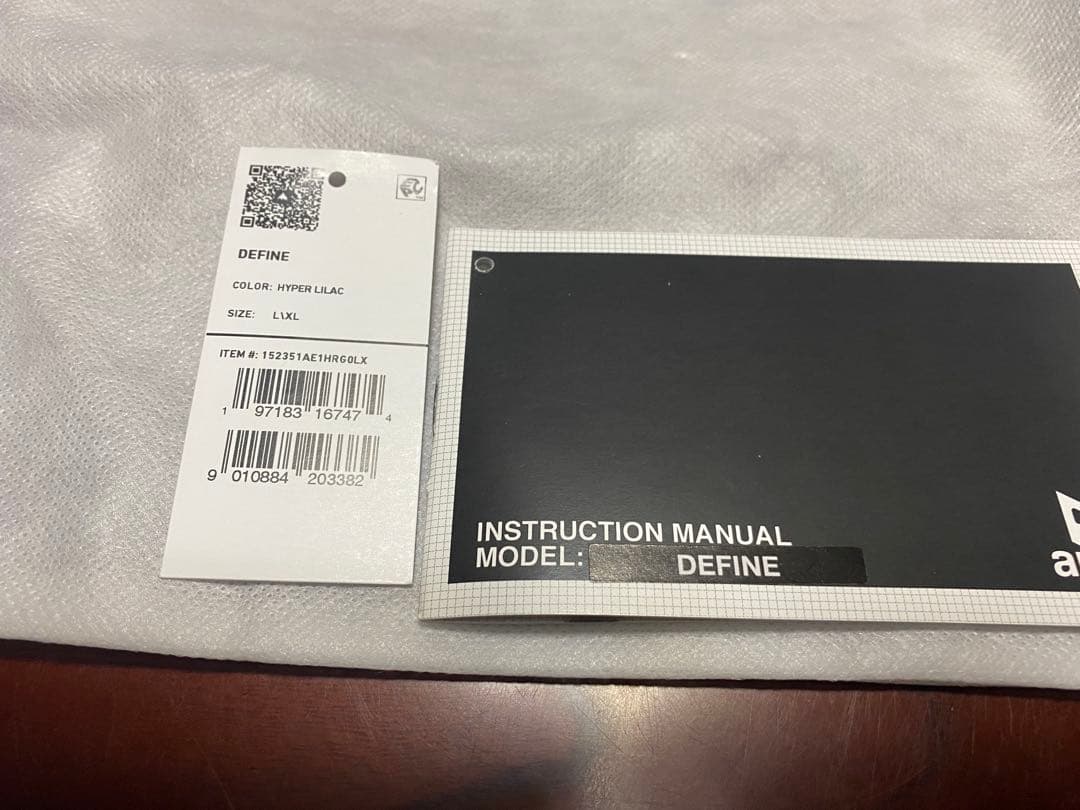 DEFINE
COLOR: HYPER LILAC
SIZE: L\XL
ITEM #: 152351AE1HRG0LX
1 97183 16747 4
9 010884 203382
INSTRUCTION MANUAL
MODEL: DEFINE